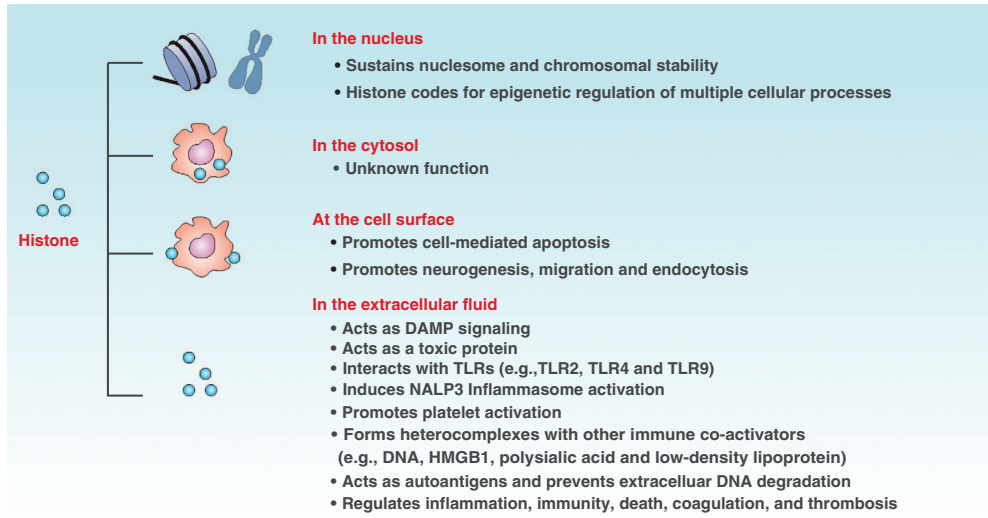 In the nucleus
• Sustains nuclesome and chromosomal stability
• Histone codes for epigenetic regulation of multiple cellular processes
In the cytosol
• Unknown function
Histone
At the cell surface
• Promotes cell-mediated apoptosis
• Promotes neurogenesis, migration and endocytosis
In the extracellular fluid
• Acts as DAMP signaling
• Acts as a toxic protein
• Interacts with TLRs (e.g.,TLR2, TLR4 and TLR9)
• Induces NALP3 Inflammasome activation
• Promotes platelet activation
• Forms heterocomplexes with other immune co-activators
(e.g., DNA, HMGB1, polysialic acid and low-density lipoprotein)
• Acts as autoantigens and prevents extracelluar DNA degradation
• Regulates inflammation, immunity, death, coagulation, and thrombosis